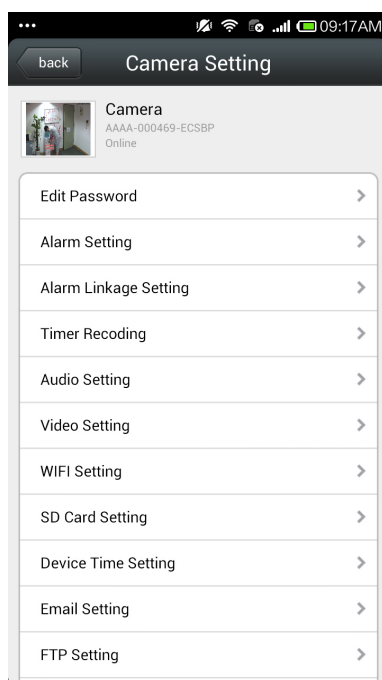 09:17AM
back
Camera Setting
Camera
AAAA-000469-ECSBP
Online
Edit Password
Alarm Setting
Alarm Linkage Setting
Timer Recoding
Audio Setting
Video Setting
WIFI Setting
SD Card Setting
Device Time Setting
Email Setting
FTP Setting